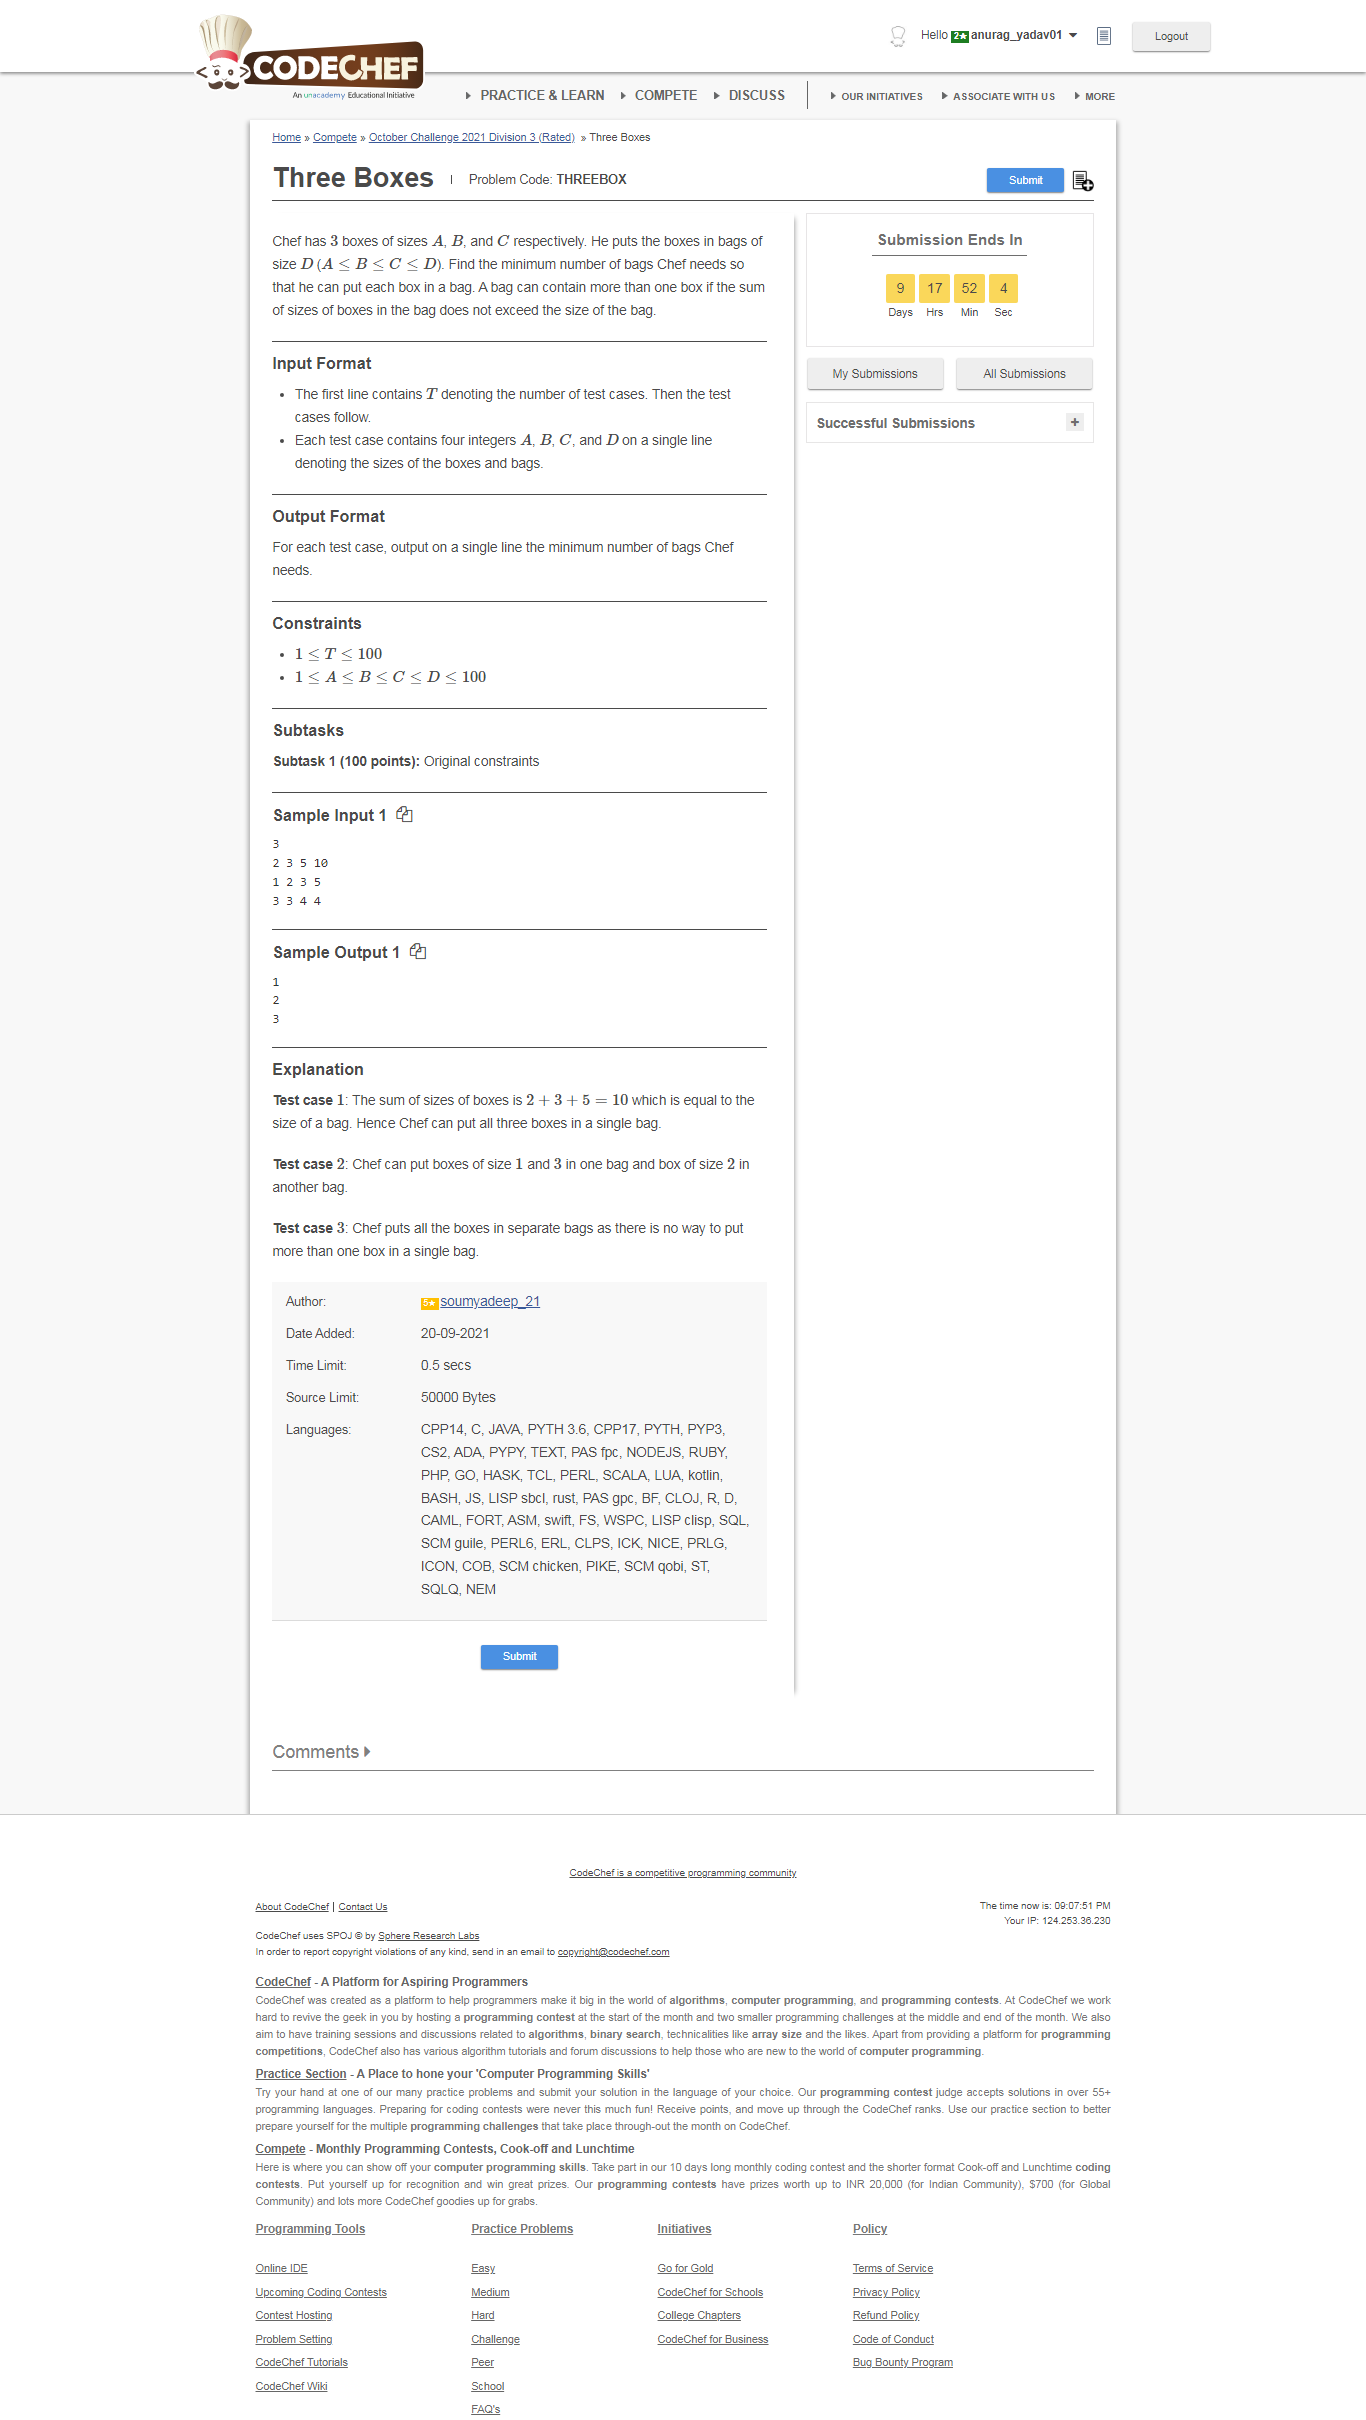 CODECHEF
An unacademy Educational Initiative
Hello 2★ anurag_yadav01
Logout
PRACTICE & LEARN COMPETE DISCUSS OUR INITIATIVES ASSOCIATE WITH US MORE
Home » Compete » October Challenge 2021 Division 3 (Rated) » Three Boxes
Three Boxes Problem Code: THREEBOX Submit
Chef has 3 boxes of sizes A, B, and C respectively. He puts the boxes in bags of
size D (A ≤ B ≤ C ≤ D). Find the minimum number of bags Chef needs so
that he can put each box in a bag. A bag can contain more than one box if the sum
of sizes of boxes in the bag does not exceed the size of the bag.
Input Format
• The first line contains T denoting the number of test cases. Then the test
cases follow.
• Each test case contains four integers A, B, C, and D on a single line
denoting the sizes of the boxes and bags.
Output Format
For each test case, output on a single line the minimum number of bags Chef
needs.
Constraints
• 1 ≤ T ≤ 100
• 1 ≤ A ≤ B ≤ C ≤ D ≤ 100
Subtasks
Subtask 1 (100 points): Original constraints
Sample Input 1
3
2 3 5 10
1 2 3 5
3 3 4 4
Sample Output 1
1
2
3
Explanation
Test case 1: The sum of sizes of boxes is 2 + 3 + 5 = 10 which is equal to the
size of a bag. Hence Chef can put all three boxes in a single bag.
Test case 2: Chef can put boxes of size 1 and 3 in one bag and box of size 2 in
another bag.
Test case 3: Chef puts all the boxes in separate bags as there is no way to put
more than one box in a single bag.
Author: 5★ soumyadeep_21
Date Added: 20-09-2021
Time Limit: 0.5 secs
Source Limit: 50000 Bytes
Languages: CPP14, C, JAVA, PYTH 3.6, CPP17, PYTH, PYP3,
CS2, ADA, PYPY, TEXT, PAS fpc, NODEJS, RUBY,
PHP, GO, HASK, TCL, PERL, SCALA, LUA, kotlin,
BASH, JS, LISP sbcl, rust, PAS gpc, BF, CLOJ, R, D,
CAML, FORT, ASM, swift, FS, WSPC, LISP clisp, SQL,
SCM guile, PERL6, ERL, CLPS, ICK, NICE, PRLG,
ICON, COB, SCM chicken, PIKE, SCM qobi, ST,
SQLQ, NEM
Submit
Submission Ends In
9 17 52 4
Days Hrs Min Sec
My Submissions All Submissions
Successful Submissions +
Comments
CodeChef is a competitive programming community
About CodeChef | Contact Us
The time now is: 09:07:51 PM
Your IP: 124.253.36.230
CodeChef uses SPOJ © by Sphere Research Labs
In order to report copyright violations of any kind, send in an email to copyright@codechef.com
CodeChef - A Platform for Aspiring Programmers
CodeChef was created as a platform to help programmers make it big in the world of algorithms, computer programming, and programming contests. At CodeChef we work
hard to revive the geek in you by hosting a programming contest at the start of the month and two smaller programming challenges at the middle and end of the month. We also
aim to have training sessions and discussions related to algorithms, binary search, technicalities like array size and the likes. Apart from providing a platform for programming
competitions, CodeChef also has various algorithm tutorials and forum discussions to help those who are new to the world of computer programming.
Practice Section - A Place to hone your 'Computer Programming Skills'
Try your hand at one of our many practice problems and submit your solution in the language of your choice. Our programming contest judge accepts solutions in over 55+
programming languages. Preparing for coding contests were never this much fun! Receive points, and move up through the CodeChef ranks. Use our practice section to better
prepare yourself for the multiple programming challenges that take place through-out the month on CodeChef.
Compete - Monthly Programming Contests, Cook-off and Lunchtime
Here is where you can show off your computer programming skills. Take part in our 10 days long monthly coding contest and the shorter format Cook-off and Lunchtime coding
contests. Put yourself up for recognition and win great prizes. Our programming contests have prizes worth up to INR 20,000 (for Indian Community), $700 (for Global
Community) and lots more CodeChef goodies up for grabs.
Programming Tools Practice Problems Initiatives Policy
Online IDE Easy Go for Gold Terms of Service
Upcoming Coding Contests Medium CodeChef for Schools Privacy Policy
Contest Hosting Hard College Chapters Refund Policy
Problem Setting Challenge CodeChef for Business Code of Conduct
CodeChef Tutorials Peer Bug Bounty Program
CodeChef Wiki School
FAQ's